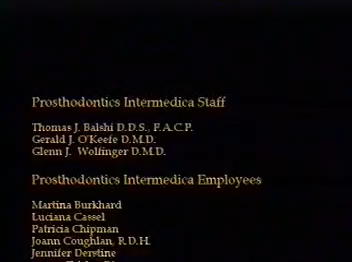 Prosthodontics Intermedica Staff
Thomas J. Balshi D.D.S., F.A.C.P.
Gerald J. O'Keefe D.M.D.
Glenn J. Wolfinger D.M.D.
Prosthodontics Intermedica Employees
Martina Burkhard
Luciana Cassel
Patricia Chipman
Joann Coughlan, R.D.H.
Jennifer Derstine